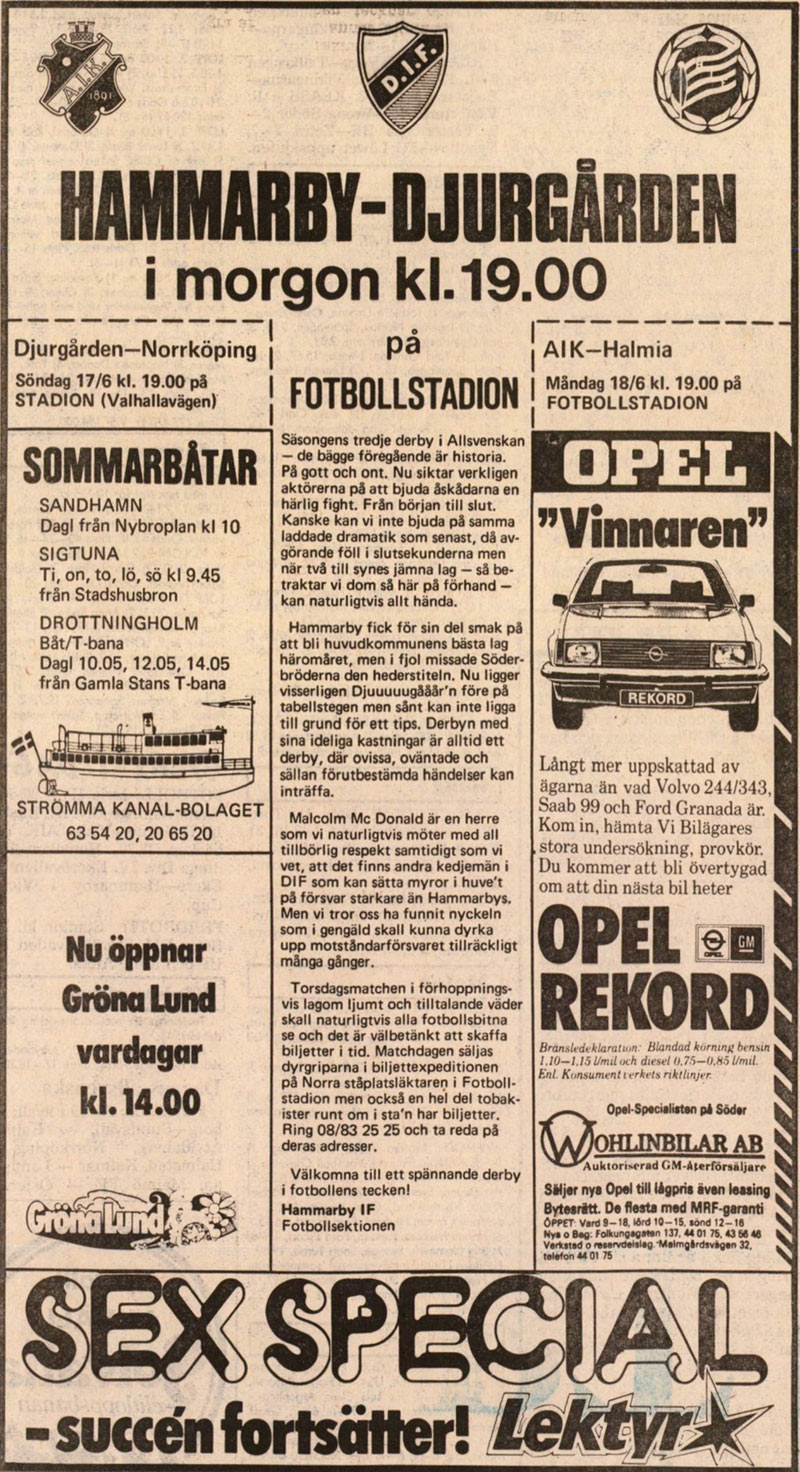 A.I.K.
1891
D.I.F.
HAMMARBY-DJURGÅRDEN
i morgon kl.19.00
på
FOTBOLLSTADION
Djurgården—Norrköping
Söndag 17/6 kl. 19.00 på
STADION (Valhallavägen)
AIK—Halmia
Måndag 18/6 kl. 19.00 på
FOTBOLLSTADION
SOMMARBÅTAR
SANDHAMN
Dagl från Nybroplan kl 10
SIGTUNA
Ti, on, to, lö, sö kl 9.45
från Stadshusbron
DROTTNINGHOLM
Båt/T-bana
Dagl 10.05, 12.05, 14.05
från Gamla Stans T-bana
STRÖMMA KANAL-BOLAGET
63 54 20, 20 65 20
Nu öppnar
Gröna Lund
vardagar
kl. 14.00
Gröna Lund
Säsongens tredje derby i Allsvenskan
— de bägge föregående är historia.
På gott och ont. Nu siktar verkligen
aktörerna på att bjuda åskådarna en
härlig fight. Från början till slut.
Kanske kan vi inte bjuda på samma
laddade dramatik som senast, då av-
görande föll i slutsekunderna men
när två till synes jämna lag — så be-
traktar vi dom så här på förhand —
kan naturligtvis allt hända.
Hammarby fick för sin del smak på
att bli huvudkommunens bästa lag
häromåret, men i fjol missade Söder-
bröderna den hederstiteln. Nu ligger
visserligen Djuuuuugååår'n före på
tabellstegen men sånt kan inte ligga
till grund för ett tips. Derbyn med
sina ideliga kastningar är alltid ett
derby, där ovissa, oväntade och
sällan förutbestämda händelser kan
inträffa.
Malcolm Mc Donald är en herre
som vi naturligtvis möter med all
tillbörlig respekt samtidigt som vi
vet, att det finns andra kedjemän i
DIF som kan sätta myror i huve't
på försvar starkare än Hammarbys.
Men vi tror oss ha funnit nyckeln
som i gengäld skall kunna dyrka
upp motståndarförsvaret tillräckligt
många gånger.
Torsdagsmatchen i förhoppnings-
vis lagom ljumt och tilltalande väder
skall naturligtvis alla fotbollsbitna
se och det är välbetänkt att skaffa
biljetter i tid. Matchdagen säljas
dyrgriparna i biljettexpeditionen
på Norra ståplatsläktaren i Fotboll-
stadion men också en hel del tobak-
ister runt om i sta'n har biljetter.
Ring 08/83 25 25 och ta reda på
deras adresser.
Välkomna till ett spännande derby
i fotbollens tecken!
Hammarby IF
Fotbollsektionen
OPEL
"Vinnaren"
REKORD
Långt mer uppskattad av
ägarna än vad Volvo 244/343,
Saab 99 och Ford Granada är.
Kom in, hämta Vi Bilägares
stora undersökning, provkör.
Du kommer att bli övertygad
om att din nästa bil heter
OPEL
OPEL
GM
REKORD
Bränsledeklaration: Blandad körning bensin
1,10–1,15 l/mil och diesel 0,75–0,85 l/mil.
Enl. Konsumentverkets riktlinjer.
Opel-Specialisten på Söder
WOHLINBILAR AB
Auktoriserad GM-Återförsäljare
Säljer nya Opel till lågpris även leasing
Bytesrätt. De flesta med MRF-garanti
ÖPPET: Vard 9–18, lörd 10–15, sönd 12–16
Nya o Beg: Folkungagatan 137, 44 01 75, 43 56 46
Verkstad o reservdelslag. Malmgårdsvägen 32,
telefon 44 01 75
SEX SPECIAL
-succén fortsätter! Lektyr